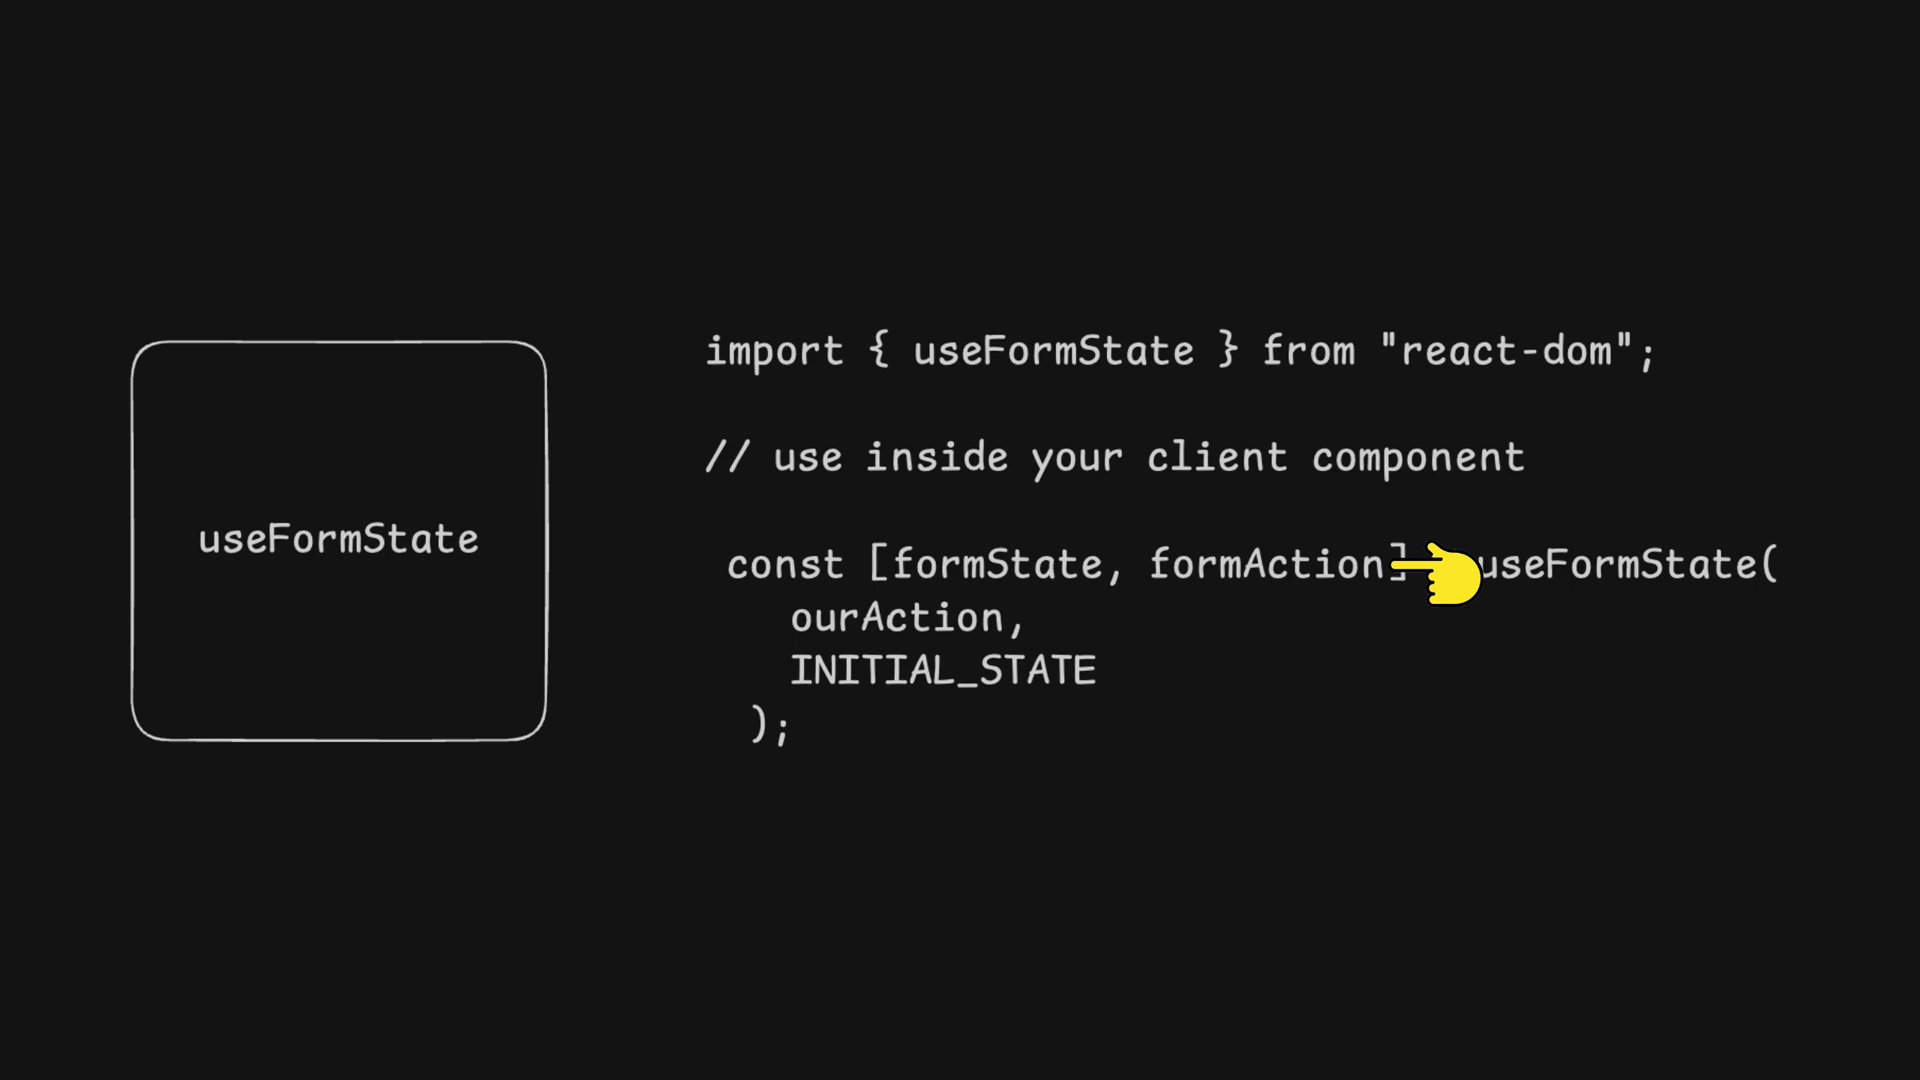 useFormState
import { useFormState } from "react-dom";
// use inside your client component
const [formState, formAction] useFormState(
ourAction,
INITIAL_STATE
);